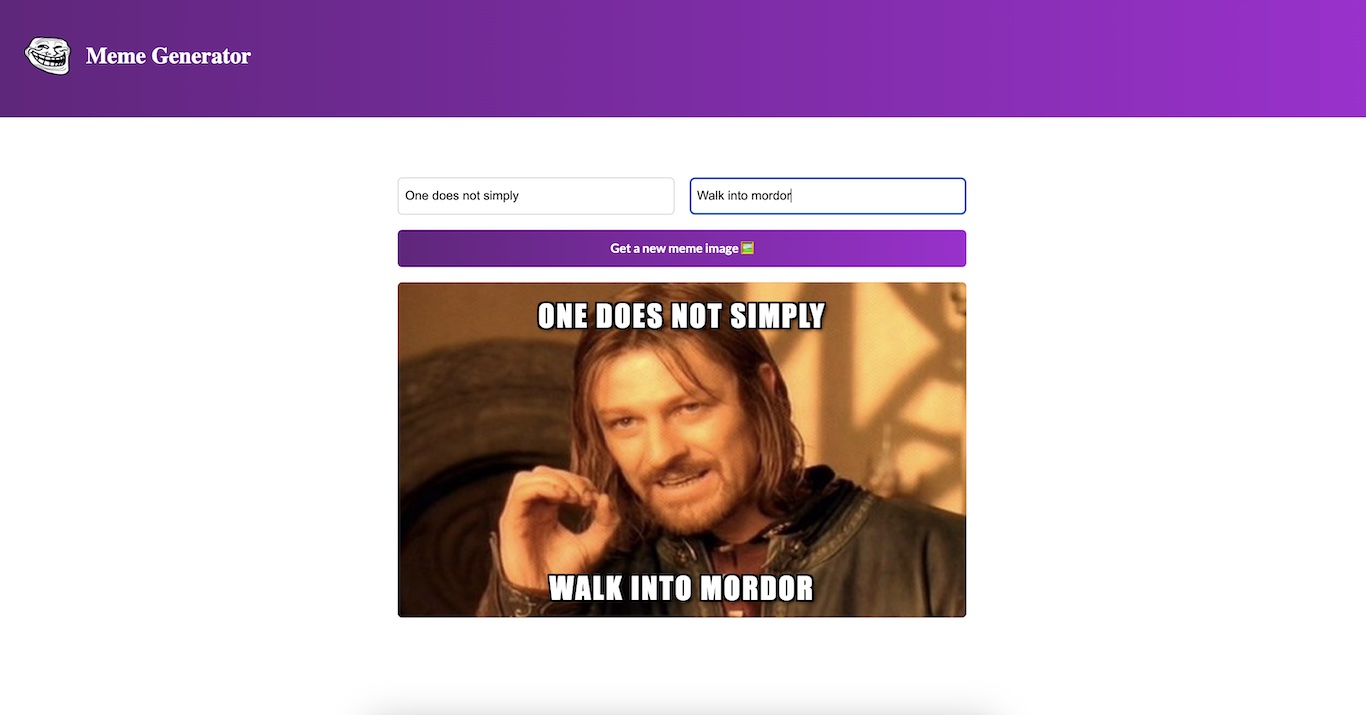 Meme Generator
One does not simply
Walk into mordor
Get a new meme image 🖼️
ONE DOES NOT SIMPLY
WALK INTO MORDOR